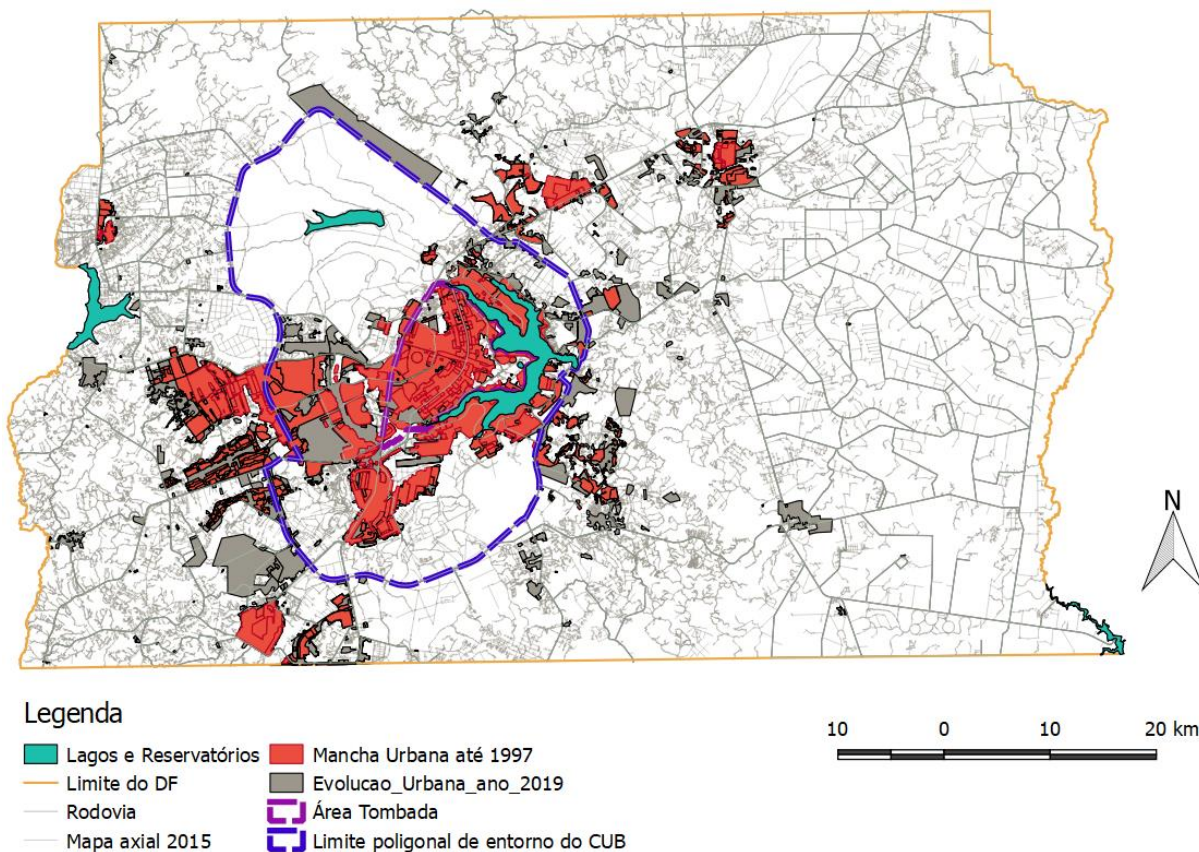 N
Legenda
Lagos e Reservatórios
Limite do DF
Rodovia
Mapa axial 2015
Mancha Urbana até 1997
Evolucao_Urbana_ano_2019
Área Tombada
Limite poligonal de entorno do CUB
10 0 10 20 km